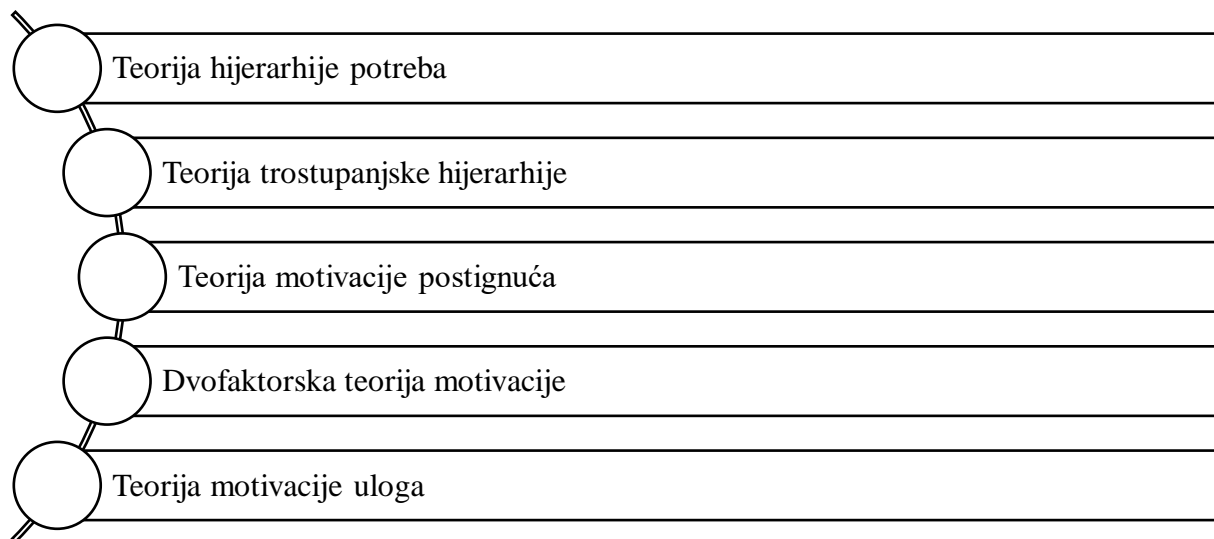 Teorija hijerarhije potreba
Teorija trostupanjske hijerarhije
Teorija motivacije postignuća
Dvofaktorska teorija motivacije
Teorija motivacije uloga